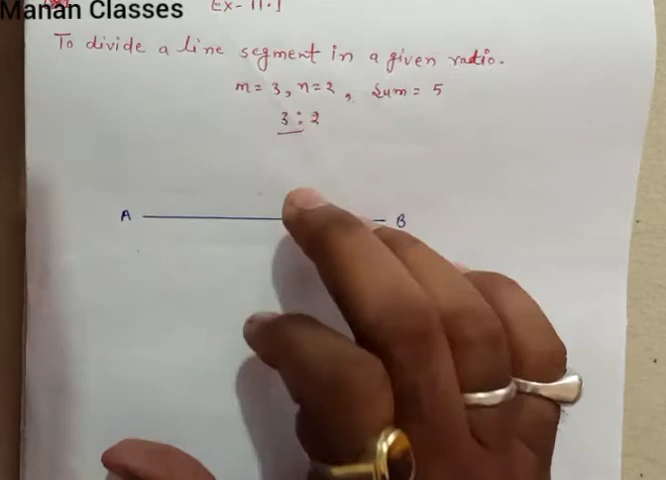 Manan Classes
Ex-11.1
To divide a line segment in a given ratio.
m=3, n=2, Sum = 5
3:2
A B